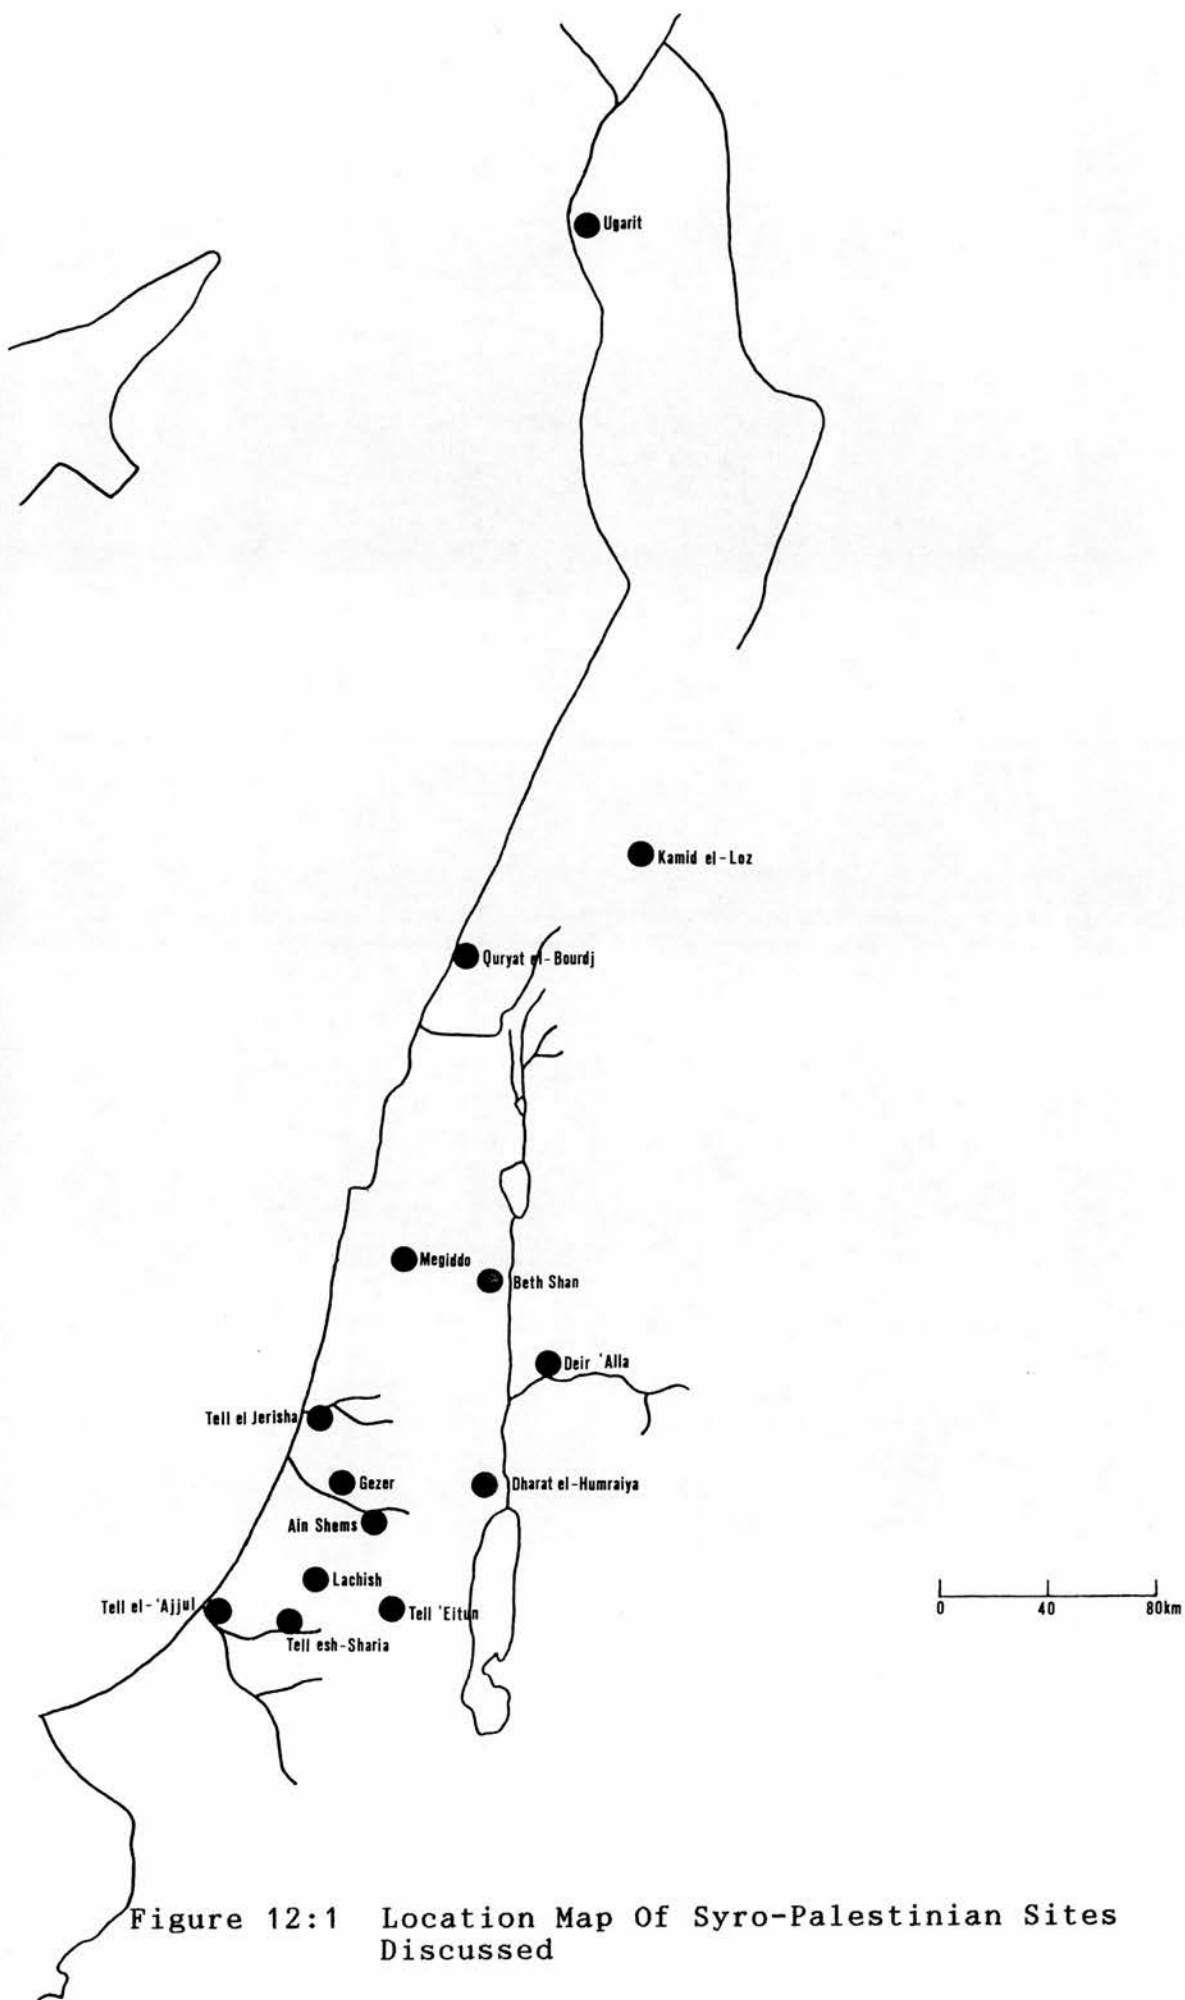 Ugarit
Kamid el-Loz
Quryat el-Bourdj
Megiddo
Beth Shan
Deir 'Alla
Tell el Jerisha
Gezer
Dharat el-Humraiya
Ain Shems
Lachish
Tell el-'Ajjul
Tell 'Eitun
Tell esh-Sharia
0 40 80km
Figure 12:1 Location Map Of Syro-Palestinian Sites
Discussed